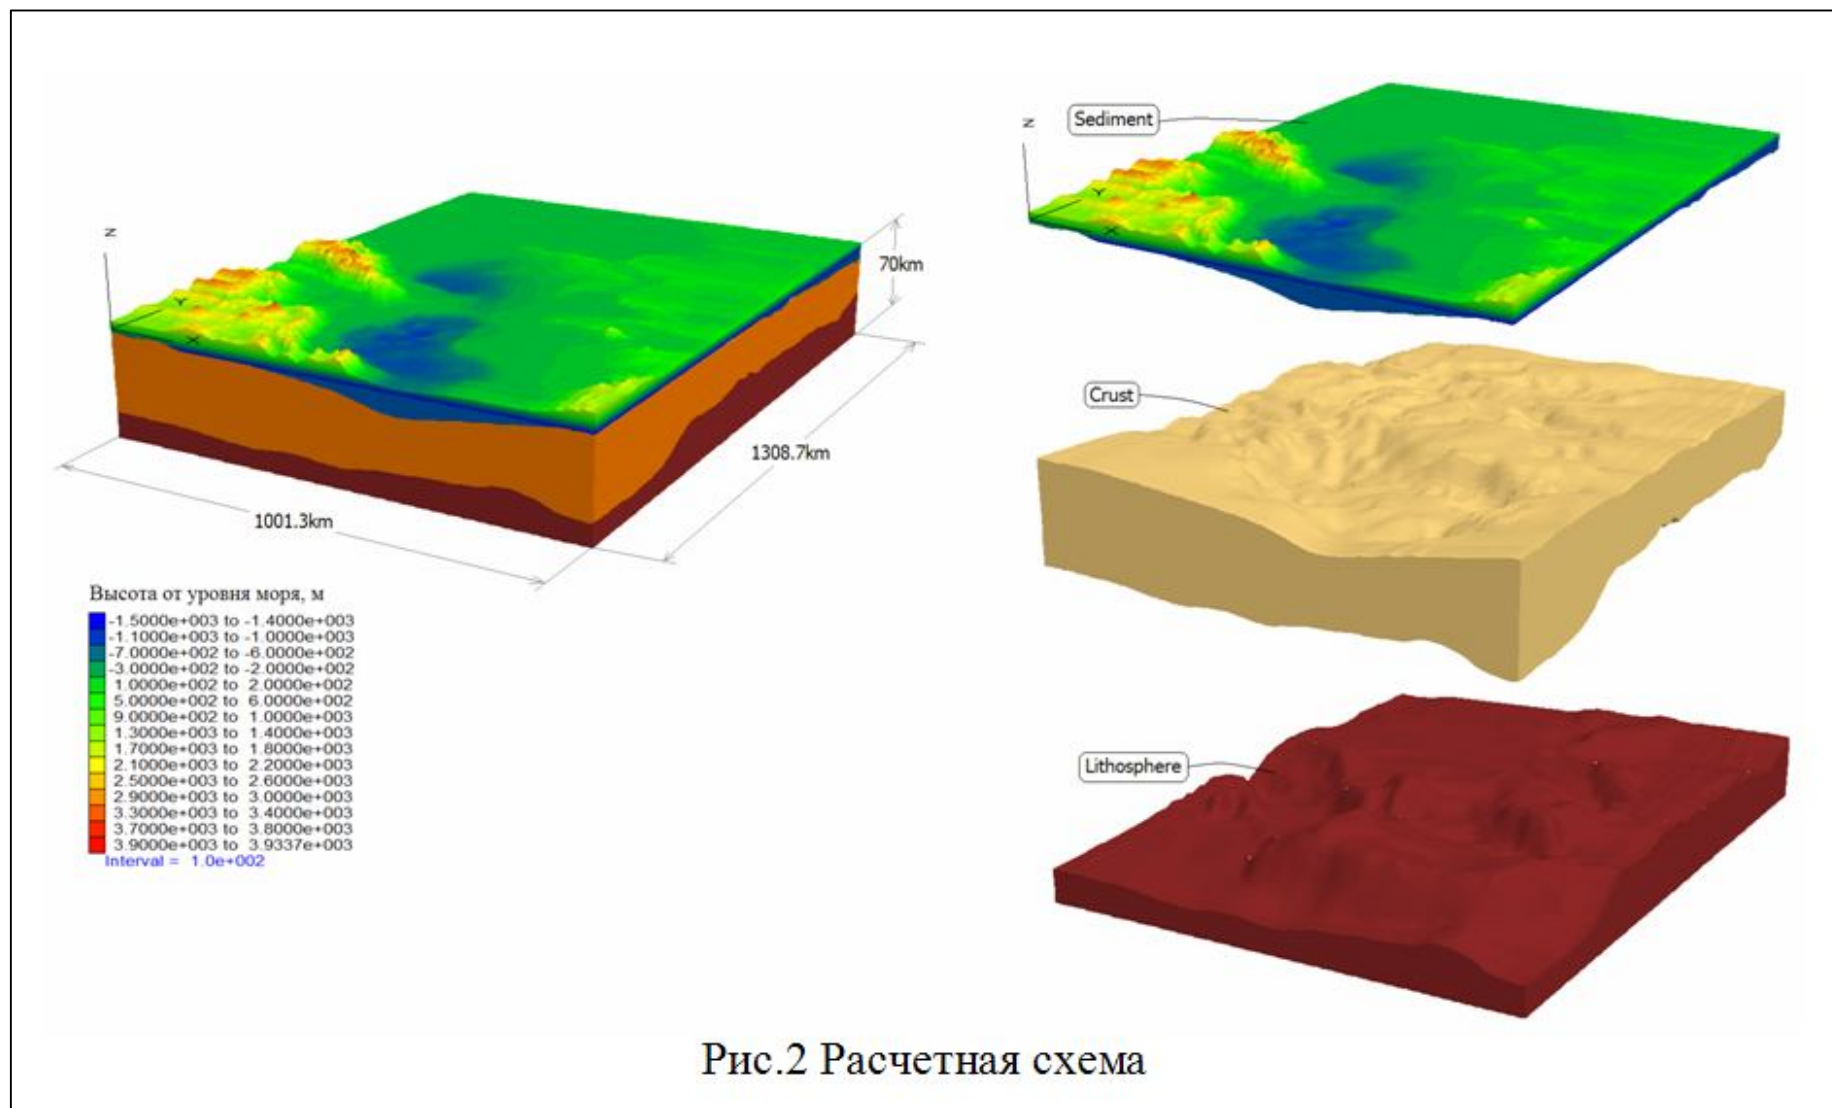 Z
Y
X
70km
1308.7km
1001.3km
Высота от уровня моря, м
-1.5000e+003 to -1.4000e+003
-1.1000e+003 to -1.0000e+003
-7.0000e+002 to -6.0000e+002
-3.0000e+002 to -2.0000e+002
1.0000e+002 to 2.0000e+002
5.0000e+002 to 6.0000e+002
9.0000e+002 to 1.0000e+003
1.3000e+003 to 1.4000e+003
1.7000e+003 to 1.8000e+003
2.1000e+003 to 2.2000e+003
2.5000e+003 to 2.6000e+003
2.9000e+003 to 3.0000e+003
3.3000e+003 to 3.4000e+003
3.7000e+003 to 3.8000e+003
3.9000e+003 to 3.9337e+003
Interval = 1.0e+002
Z
Sediment
Y
X
Crust
Lithosphere
Рис.2 Расчетная схема